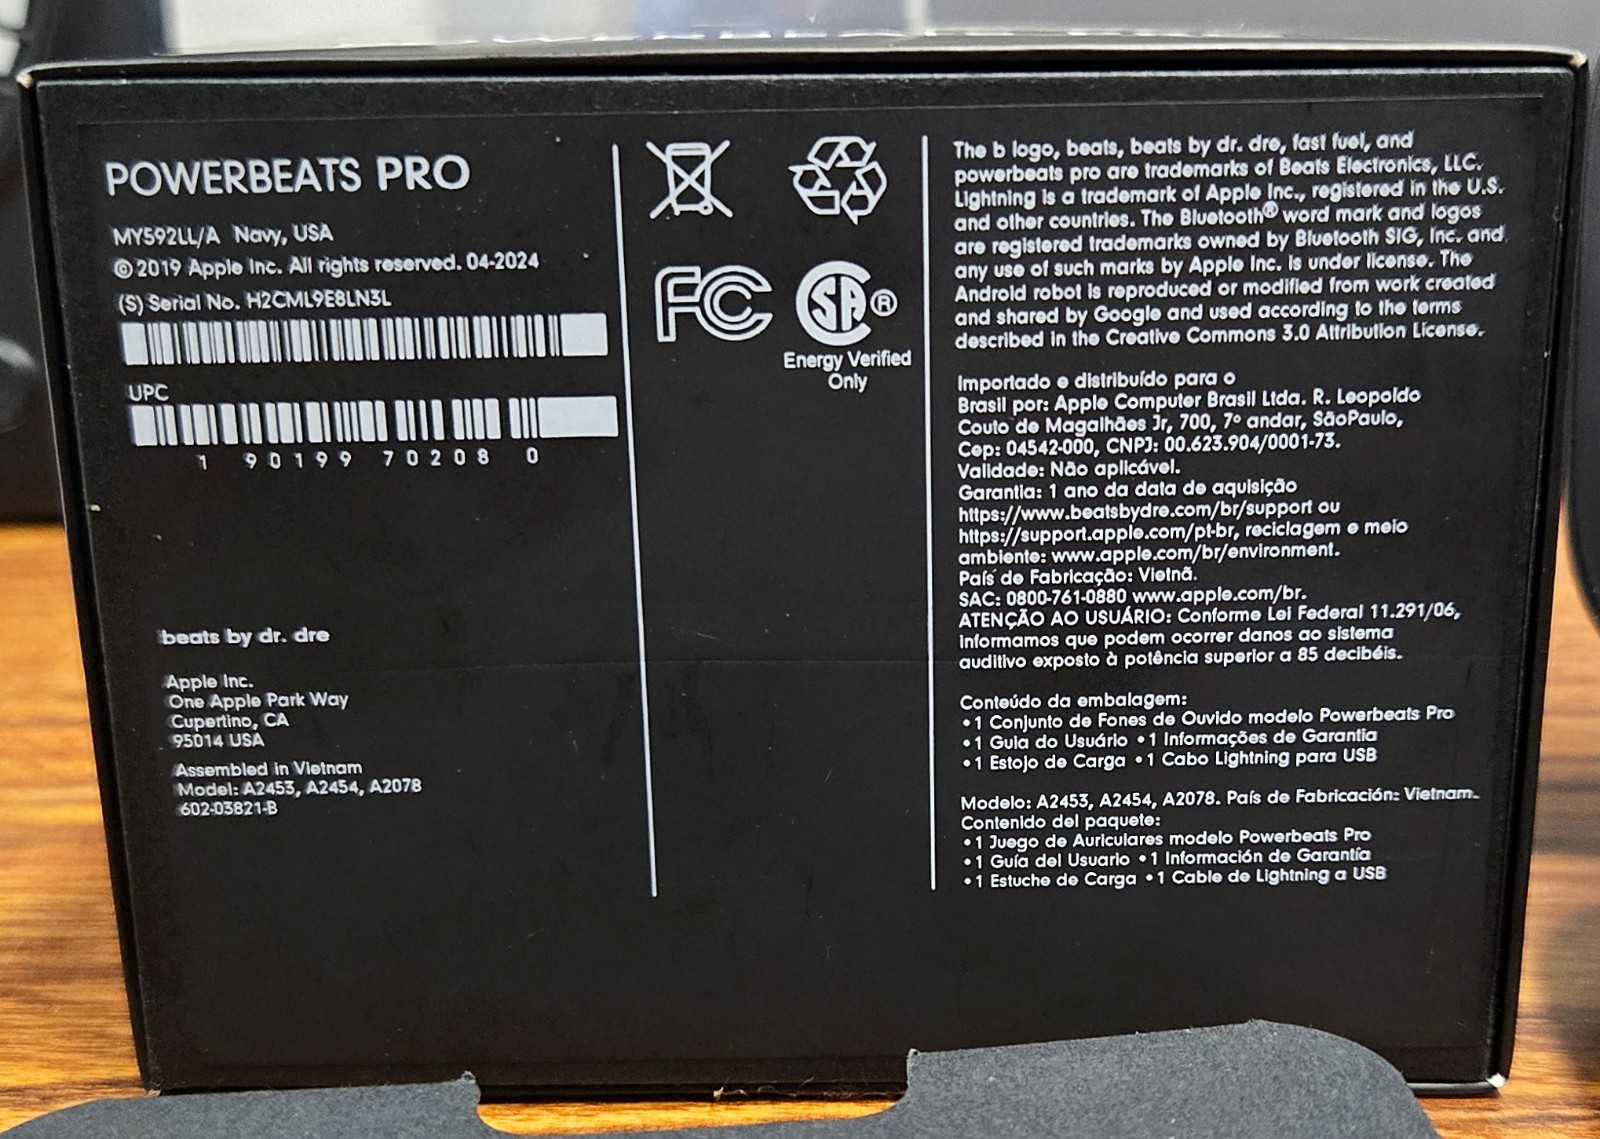 POWERBEATS PRO
MY592LL/A Navy, USA
© 2019 Apple Inc. All rights reserved. 04-2024
(S) Serial No. H2CML9E8LN3L
UPC
1 90199 70208 0
beats by dr. dre
Apple Inc.
One Apple Park Way
Cupertino, CA
95014 USA
Assembled in Vietnam
Model: A2453, A2454, A2078
602-03821-B
FC
SA®
Energy Verified
Only
The b logo, beats, beats by dr. dre, fast fuel, and
powerbeats pro are trademarks of Beats Electronics, LLC.
Lightning is a trademark of Apple Inc., registered in the U.S.
and other countries. The Bluetooth® word mark and logos
are registered trademarks owned by Bluetooth SIG, Inc. and
any use of such marks by Apple Inc. is under license. The
Android robot is reproduced or modified from work created
and shared by Google and used according to the terms
described in the Creative Commons 3.0 Attribution License.
Importado e distribuído para o
Brasil por: Apple Computer Brasil Ltda. R. Leopoldo
Couto de Magalhães Jr, 700, 7º andar, SãoPaulo,
Cep: 04542-000, CNPJ: 00.623.904/0001-73.
Validade: Não aplicável.
Garantia: 1 ano da data de aquisição
https://www.beatsbydre.com/br/support ou
https://support.apple.com/pt-br, reciclagem e meio
ambiente: www.apple.com/br/environment.
País de Fabricação: Vietnã.
SAC: 0800-761-0880 www.apple.com/br.
ATENÇÃO AO USUÁRIO: Conforme Lei Federal 11.291/06,
informamos que podem ocorrer danos ao sistema
auditivo exposto à potência superior a 85 decibéis.
Conteúdo da embalagem:
• 1 Conjunto de Fones de Ouvido modelo Powerbeats Pro
• 1 Guia do Usuário • 1 Informações de Garantia
• 1 Estojo de Carga • 1 Cabo Lightning para USB
Modelo: A2453, A2454, A2078. País de Fabricación: Vietnam.
Contenido del paquete:
• 1 Juego de Auriculares modelo Powerbeats Pro
• 1 Guía del Usuario • 1 Información de Garantía
• 1 Estuche de Carga • 1 Cable de Lightning a USB